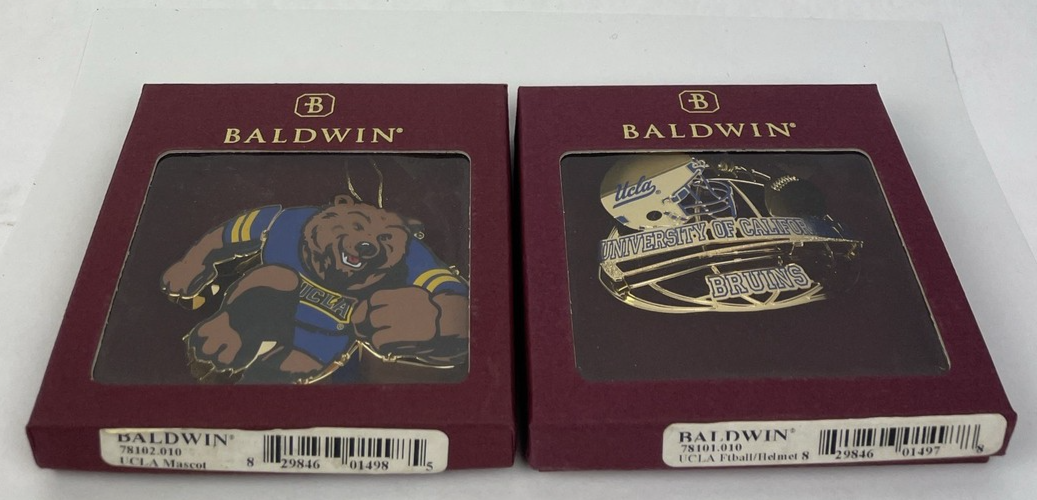 B
BALDWIN®
UCLA
®
BALDWIN®
78102.010
UCLA Mascot
8 29846 01498 5
B
BALDWIN®
Ucla
UNIVERSITY OF CALIFOR
BRUINS
BALDWIN®
78101.010
UCLA Ftball/Helmet
8 29846 01497 8